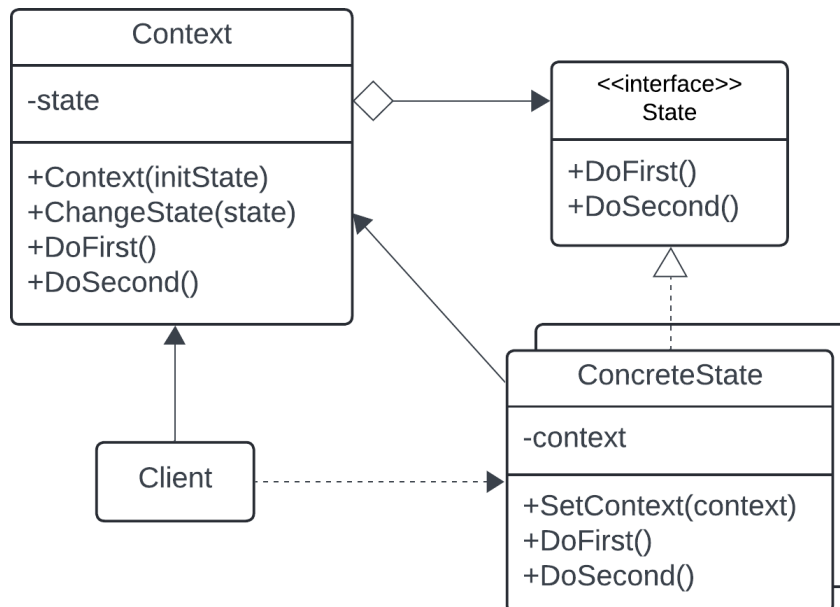 Context
-state
+Context(initState)
+ChangeState(state)
+DoFirst()
+DoSecond()
<<interface>>
State
+DoFirst()
+DoSecond()
Client
ConcreteState
-context
+SetContext(context)
+DoFirst()
+DoSecond()